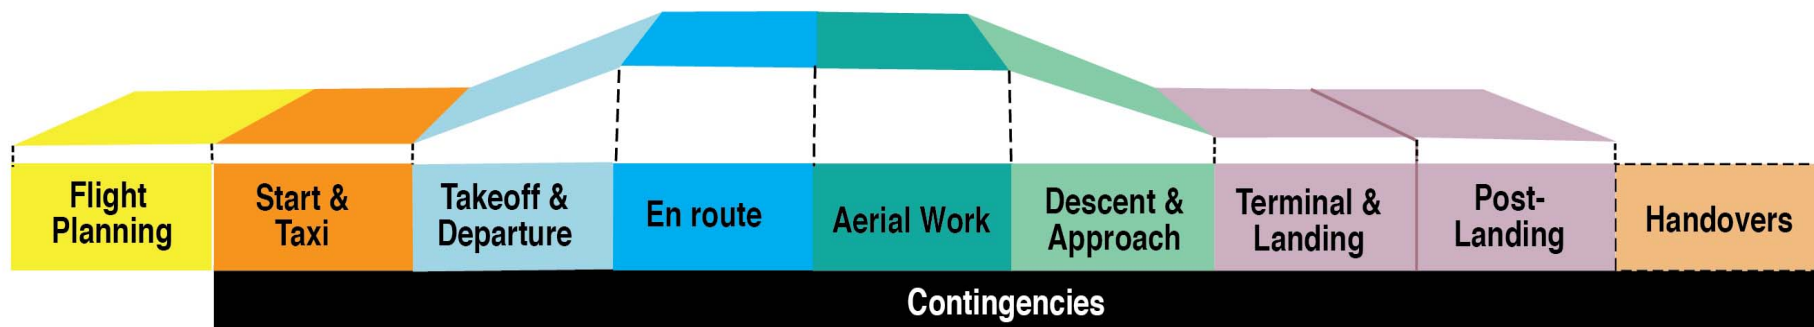 Flight
Planning
Start &
Taxi
Takeoff &
Departure
En route
Aerial Work
Descent &
Approach
Terminal &
Landing
Post-
Landing
Handovers
Contingencies